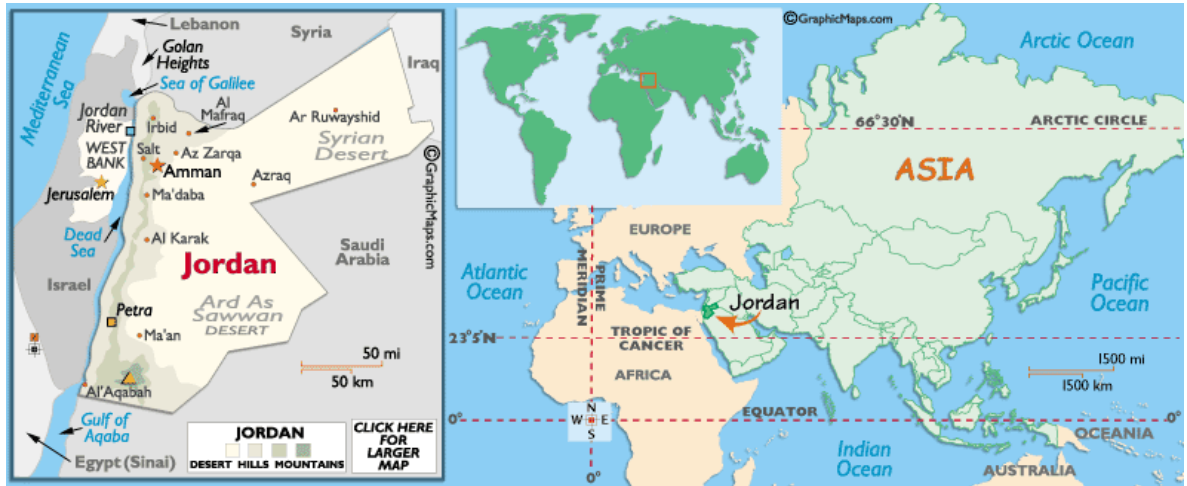 Lebanon
Golan
Heights
Syria
Iraq
Mediterranean
Sea
Sea of Galilee
Al
Mafraq
Jordan
River
Irbid
Ar Ruwayshid
WEST
BANK
Salt
Az Zarqa
Syrian
Desert
Amman
Jerusalem
Ma'daba
Azraq
Dead
Sea
Al Karak
Jordan
Saudi
Arabia
Israel
Petra
Ard As
Sawwan
DESERT
Ma'an
50 mi
50 km
Al'Aqabah
Gulf of
Aqaba
Egypt (Sinai)
JORDAN
DESERT HILLS MOUNTAINS
CLICK HERE
FOR
LARGER
MAP
©GraphicMaps.com
©GraphicMaps.com
Arctic Ocean
66°30'N
ARCTIC CIRCLE
ASIA
EUROPE
Atlantic
Ocean
PRIME
MERIDIAN
Pacific
Ocean
Jordan
TROPIC OF
CANCER
23°5'N
AFRICA
1500 mi
1500 km
EQUATOR
0°
0°
N
W E
S
0°
Indian
Ocean
OCEANIA
AUSTRALIA